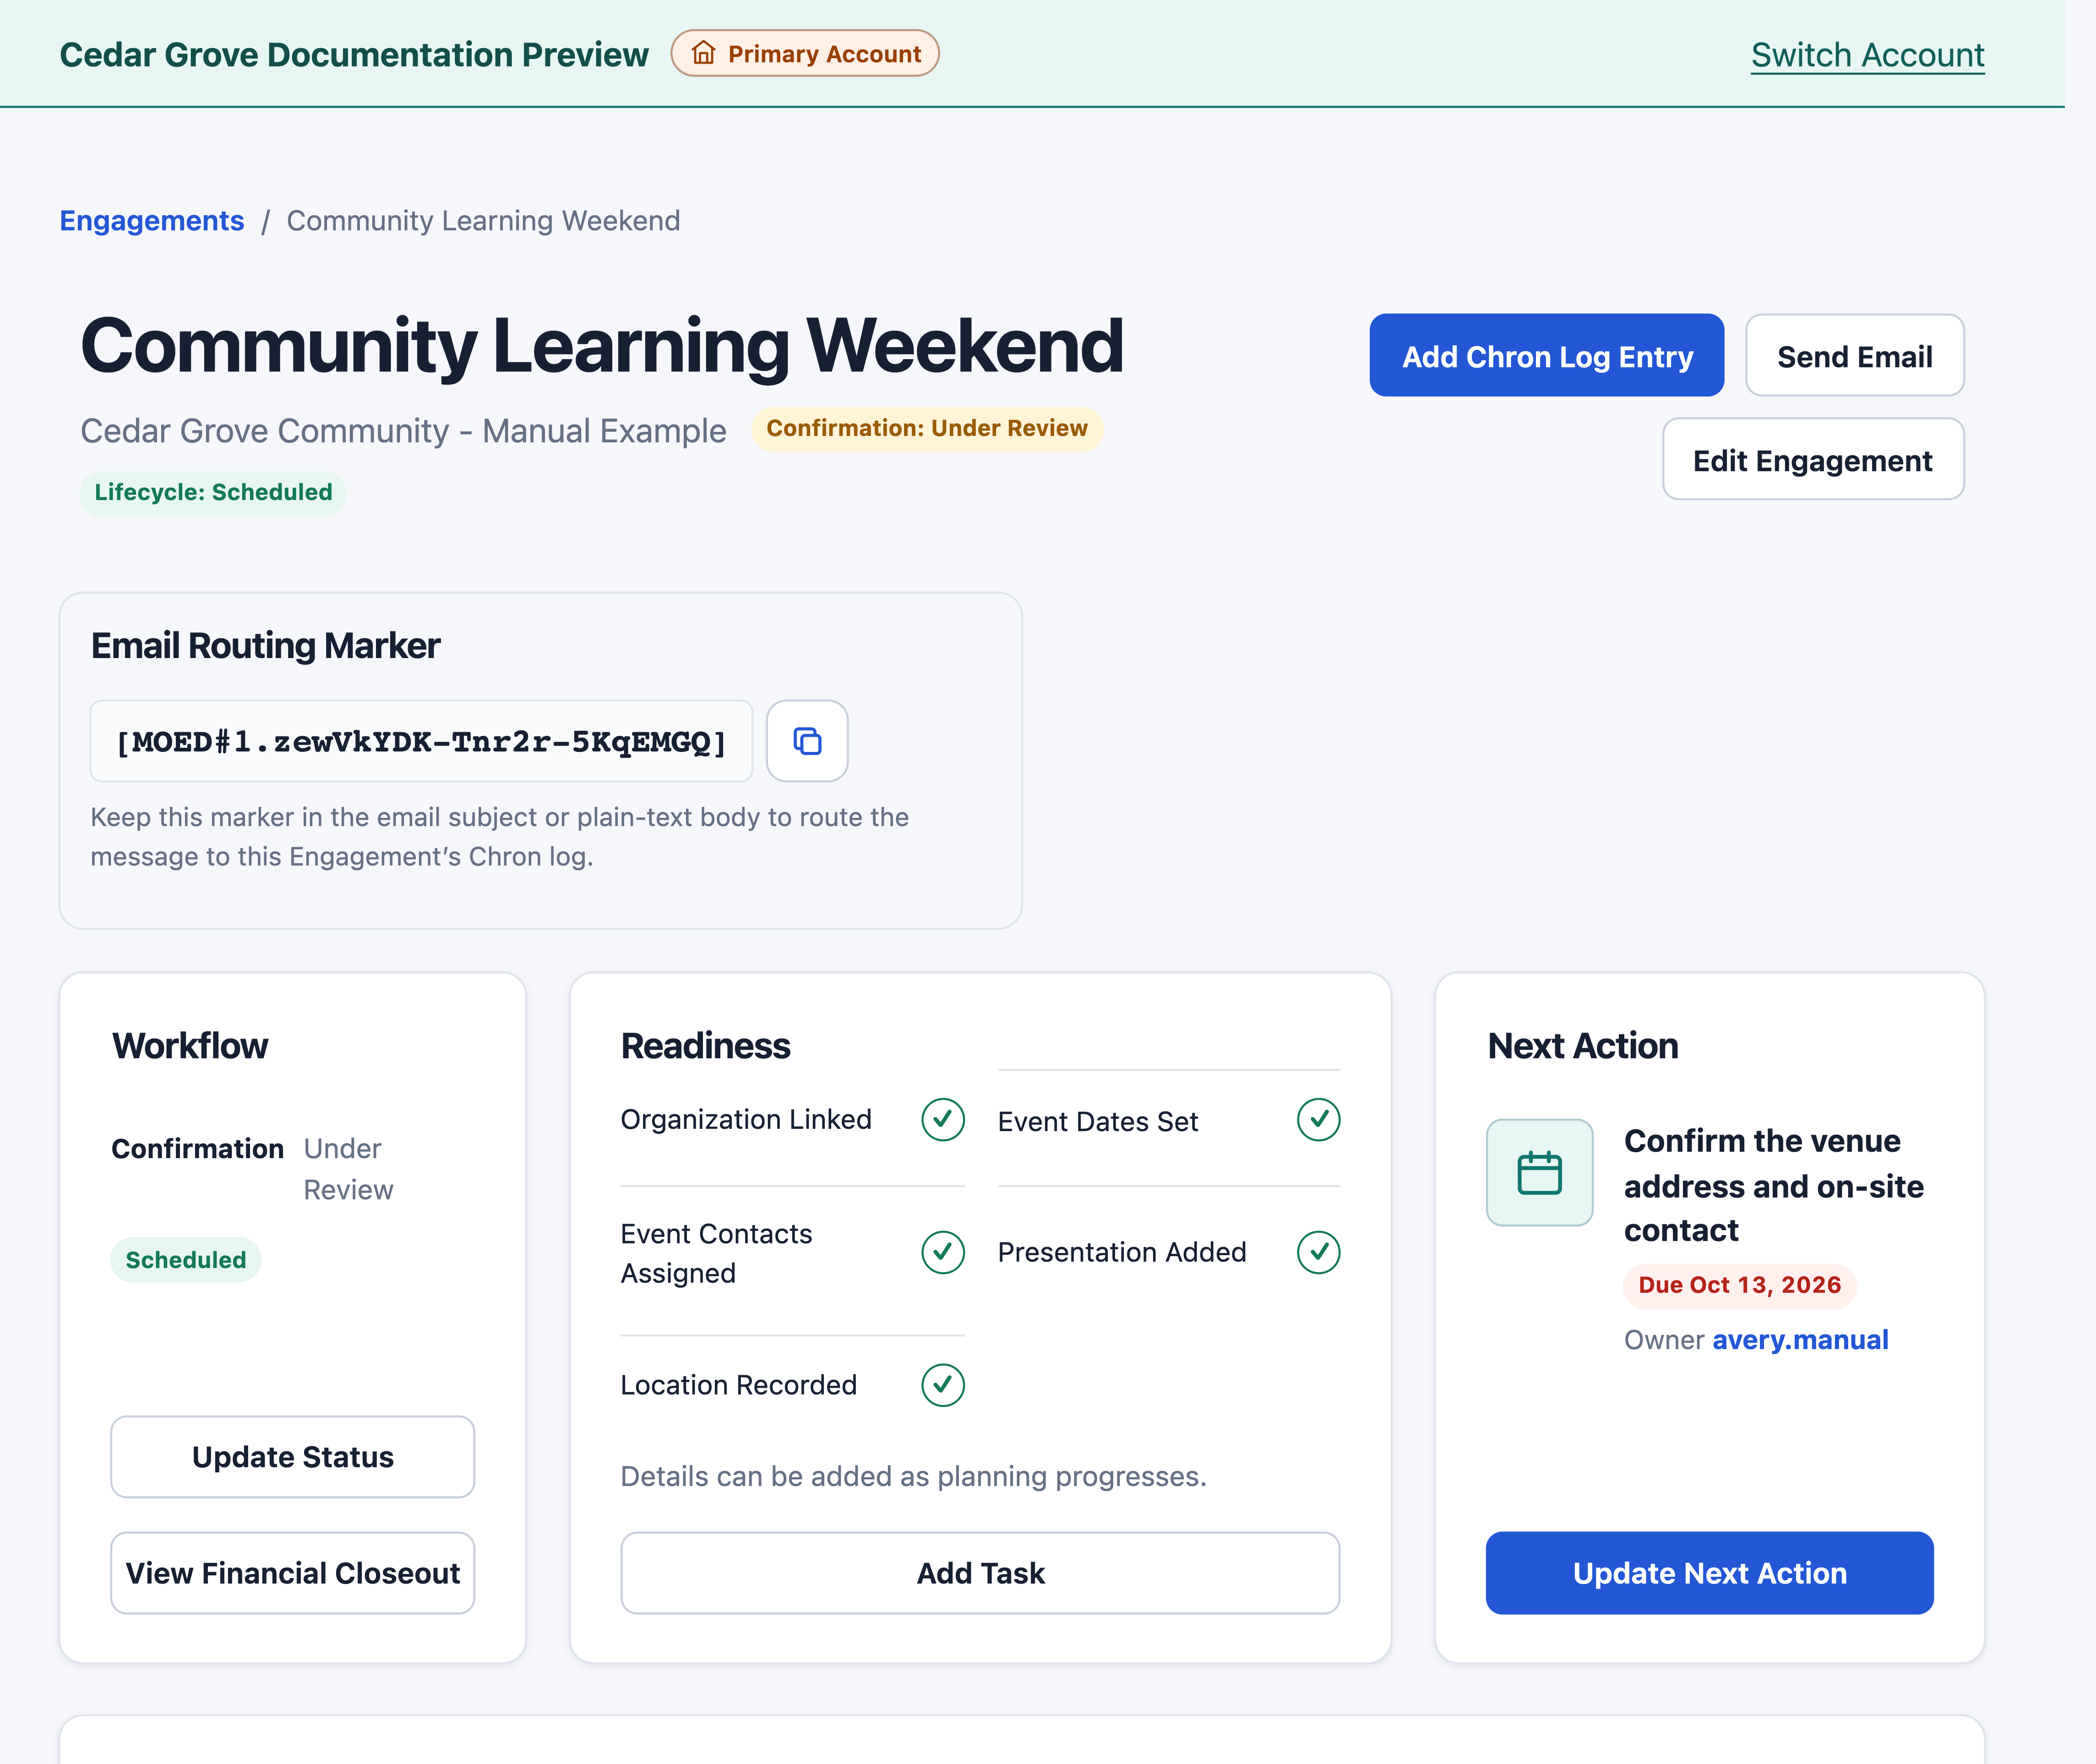 Cedar Grove Documentation Preview
Primary Account
Switch Account
Engagements / Community Learning Weekend
Community Learning Weekend
Add Chron Log Entry
Send Email
Cedar Grove Community - Manual Example
Confirmation: Under Review
Edit Engagement
Lifecycle: Scheduled
Email Routing Marker
[MOED#1.zewVkYDK-Tnr2r-5KqEMGQ]
Keep this marker in the email subject or plain-text body to route the
message to this Engagement’s Chron log.
Workflow
Confirmation Under
Review
Scheduled
Update Status
View Financial Closeout
Readiness
Organization Linked
Event Dates Set
Event Contacts
Assigned
Presentation Added
Location Recorded
Details can be added as planning progresses.
Add Task
Next Action
Confirm the venue
address and on-site
contact
Due Oct 13, 2026
Owner avery.manual
Update Next Action